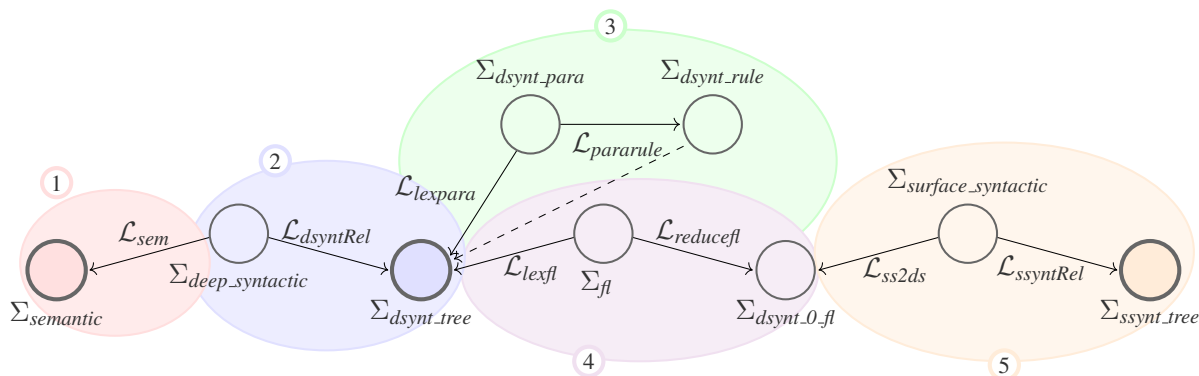 3
Σdsynt_para
Σdsynt_rule
ℒpararule
1
2
ℒlexpara
Σsurface_syntactic
ℒsem
ℒdsyntRel
ℒreducefl
Σdeep_syntactic
ℒlexfl
Σfl
ℒss2ds
ℒssyntRel
Σsemantic
Σdsynt_tree
Σdsynt_0_fl
Σssynt_tree
4
5